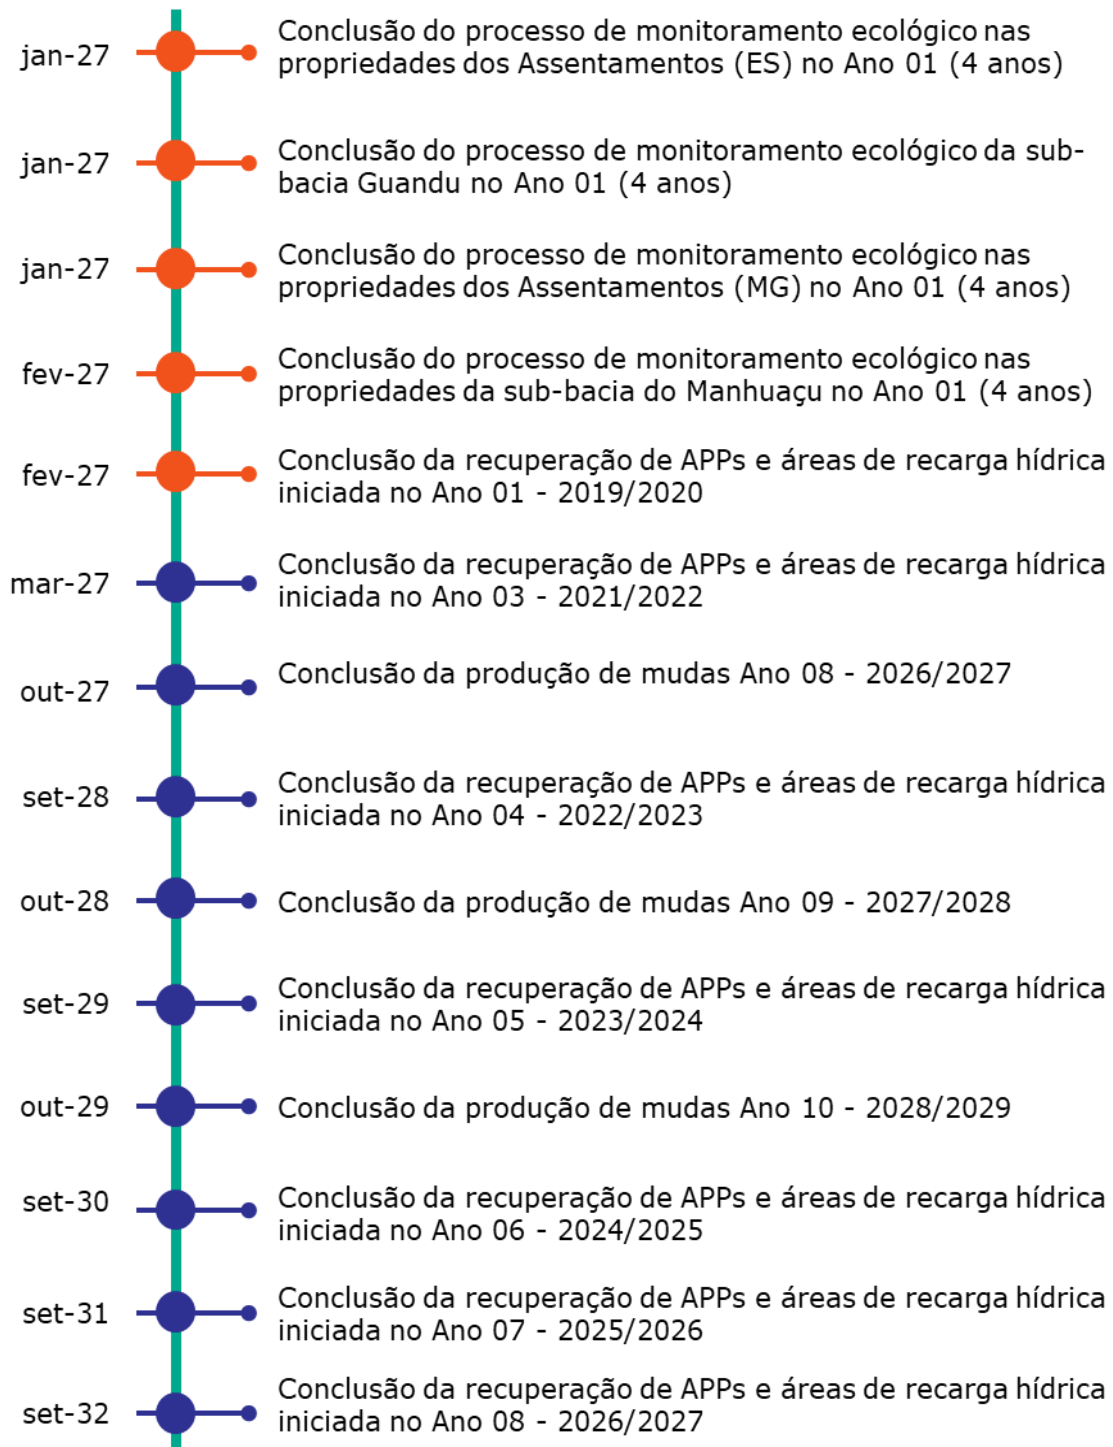 jan-27
Conclusão do processo de monitoramento ecológico nas
propriedades dos Assentamentos (ES) no Ano 01 (4 anos)
jan-27
Conclusão do processo de monitoramento ecológico da sub-
bacia Guandu no Ano 01 (4 anos)
jan-27
Conclusão do processo de monitoramento ecológico nas
propriedades dos Assentamentos (MG) no Ano 01 (4 anos)
fev-27
Conclusão do processo de monitoramento ecológico nas
propriedades da sub-bacia do Manhuaçu no Ano 01 (4 anos)
fev-27
Conclusão da recuperação de APPs e áreas de recarga hídrica
iniciada no Ano 01 - 2019/2020
mar-27
Conclusão da recuperação de APPs e áreas de recarga hídrica
iniciada no Ano 03 - 2021/2022
out-27
Conclusão da produção de mudas Ano 08 - 2026/2027
set-28
Conclusão da recuperação de APPs e áreas de recarga hídrica
iniciada no Ano 04 - 2022/2023
out-28
Conclusão da produção de mudas Ano 09 - 2027/2028
set-29
Conclusão da recuperação de APPs e áreas de recarga hídrica
iniciada no Ano 05 - 2023/2024
out-29
Conclusão da produção de mudas Ano 10 - 2028/2029
set-30
Conclusão da recuperação de APPs e áreas de recarga hídrica
iniciada no Ano 06 - 2024/2025
set-31
Conclusão da recuperação de APPs e áreas de recarga hídrica
iniciada no Ano 07 - 2025/2026
set-32
Conclusão da recuperação de APPs e áreas de recarga hídrica
iniciada no Ano 08 - 2026/2027